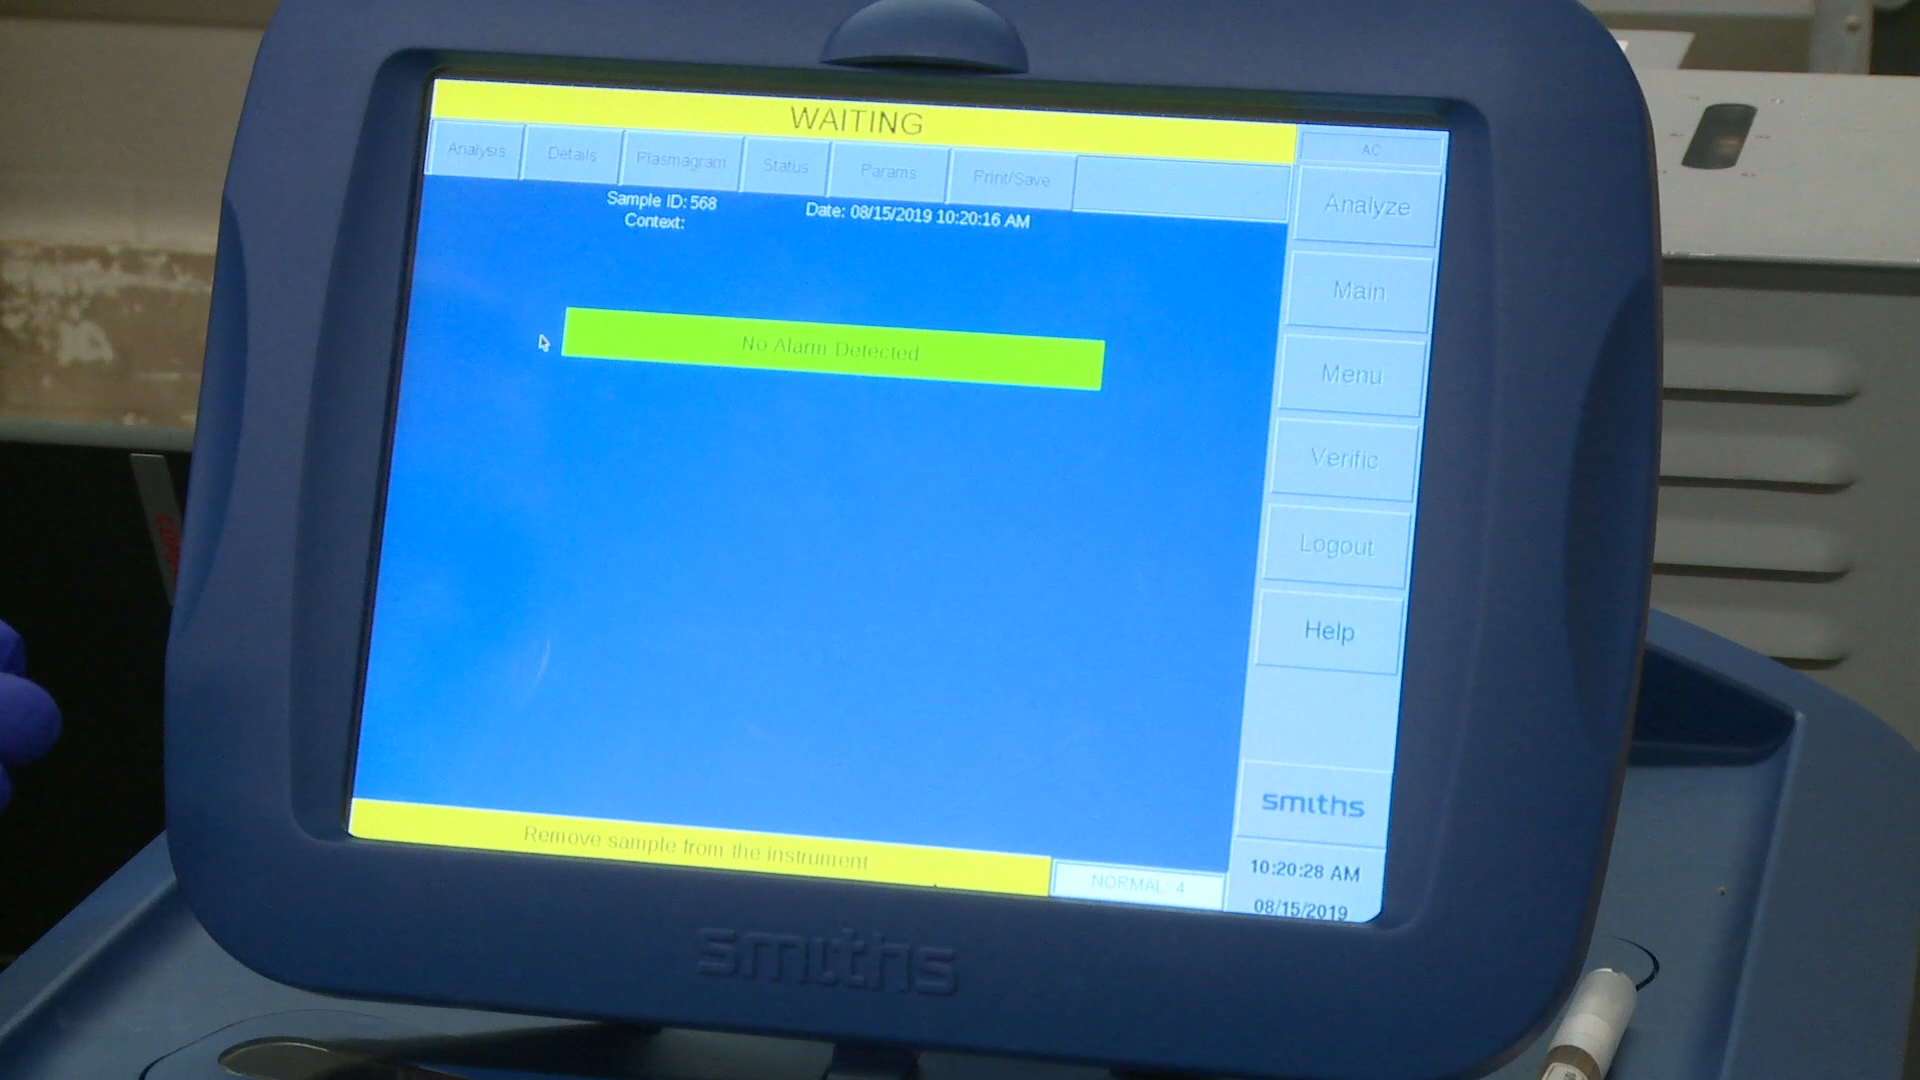 WAITING
AC
Analysis
Details
Plasmagram
Status
Params
Print/Save
Sample ID: 568
Date: 08/15/2019 10:20:16 AM
Context:
No Alarm Detected
Analyze
Main
Menu
Verific
Logout
Help
smiths
Remove sample from the instrument
NORMAL: 4
10:20:28 AM
08/15/2019
smiths